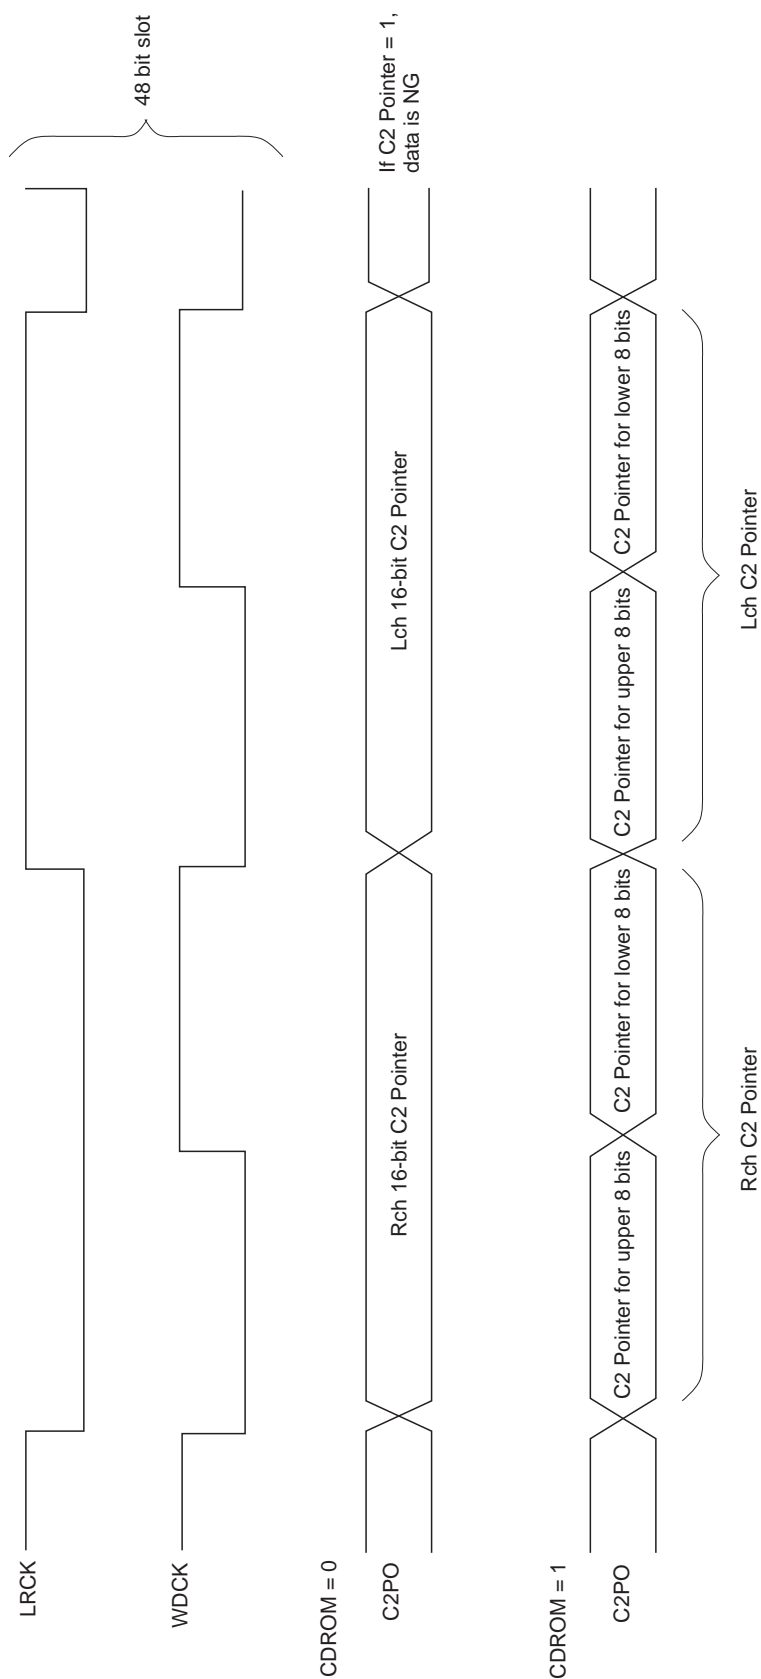 LRCK
48 bit slot
WDCK
CDROM = 0
C2PO
Rch 16-bit C2 Pointer
Lch 16-bit C2 Pointer
If C2 Pointer = 1,
data is NG
CDROM = 1
C2PO
C2 Pointer for upper 8 bits
C2 Pointer for lower 8 bits
C2 Pointer for upper 8 bits
C2 Pointer for lower 8 bits
Rch C2 Pointer
Lch C2 Pointer